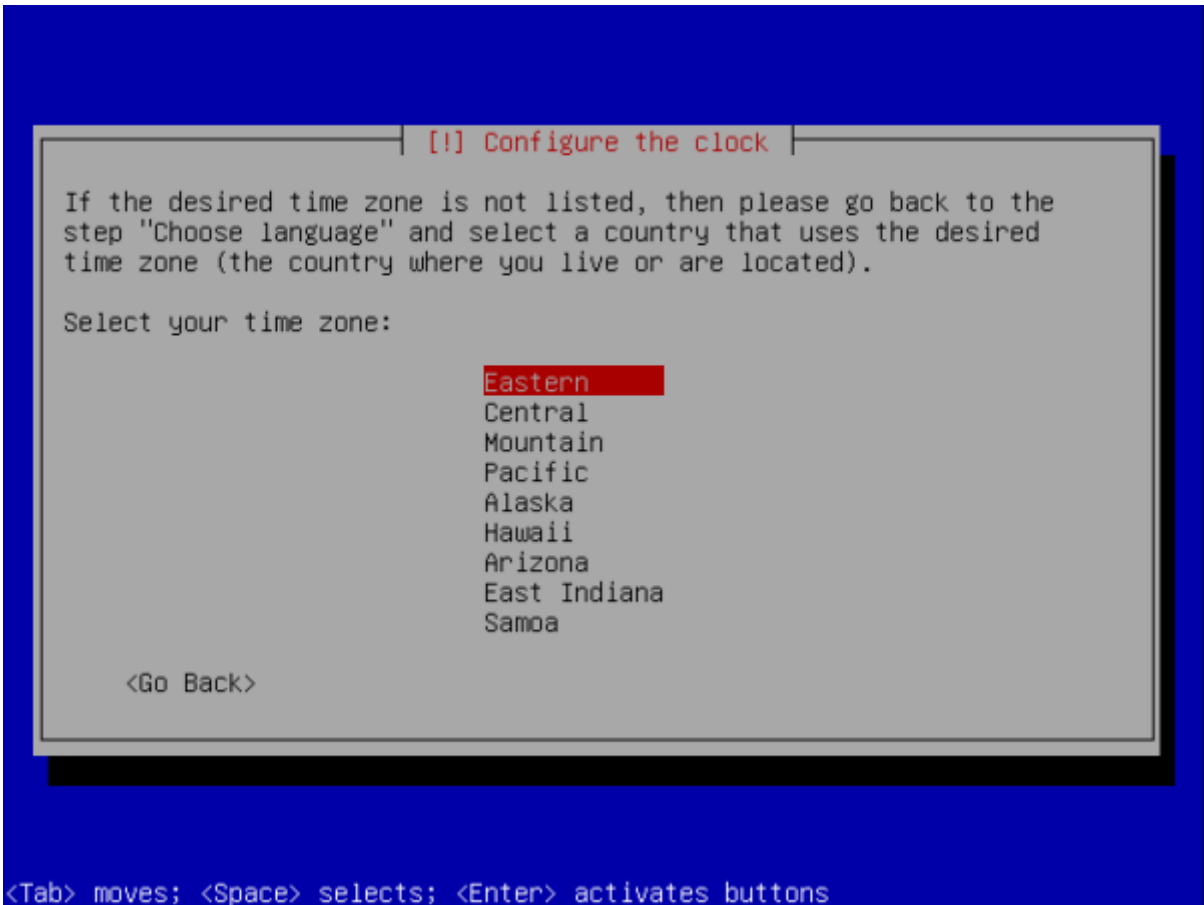 [!] Configure the clock
If the desired time zone is not listed, then please go back to the
step "Choose language" and select a country that uses the desired
time zone (the country where you live or are located).
Select your time zone:
Eastern
Central
Mountain
Pacific
Alaska
Hawaii
Arizona
East Indiana
Samoa
<Go Back>
<Tab> moves; <Space> selects; <Enter> activates buttons